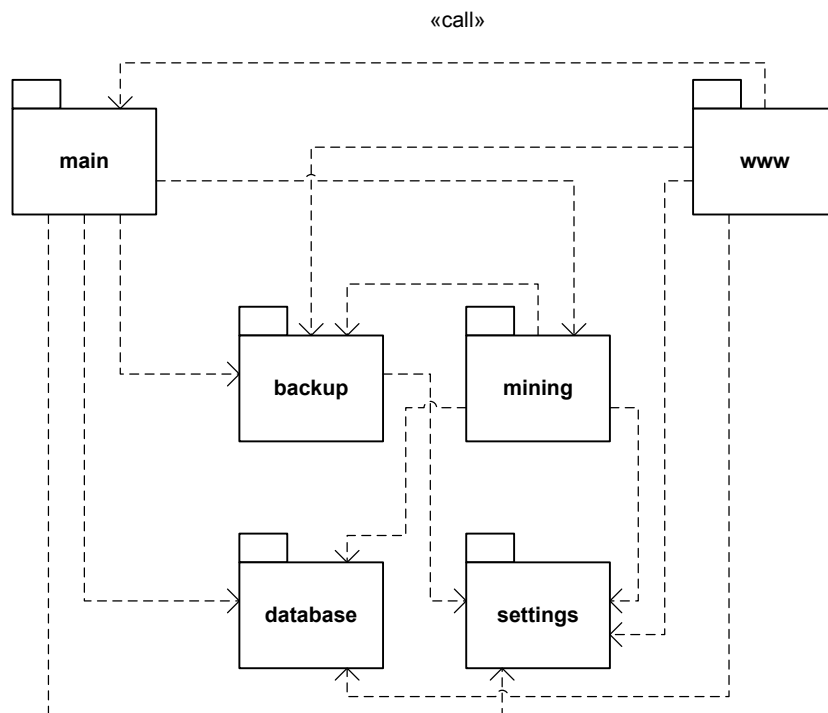 «call»
main
www
backup
mining
database
settings